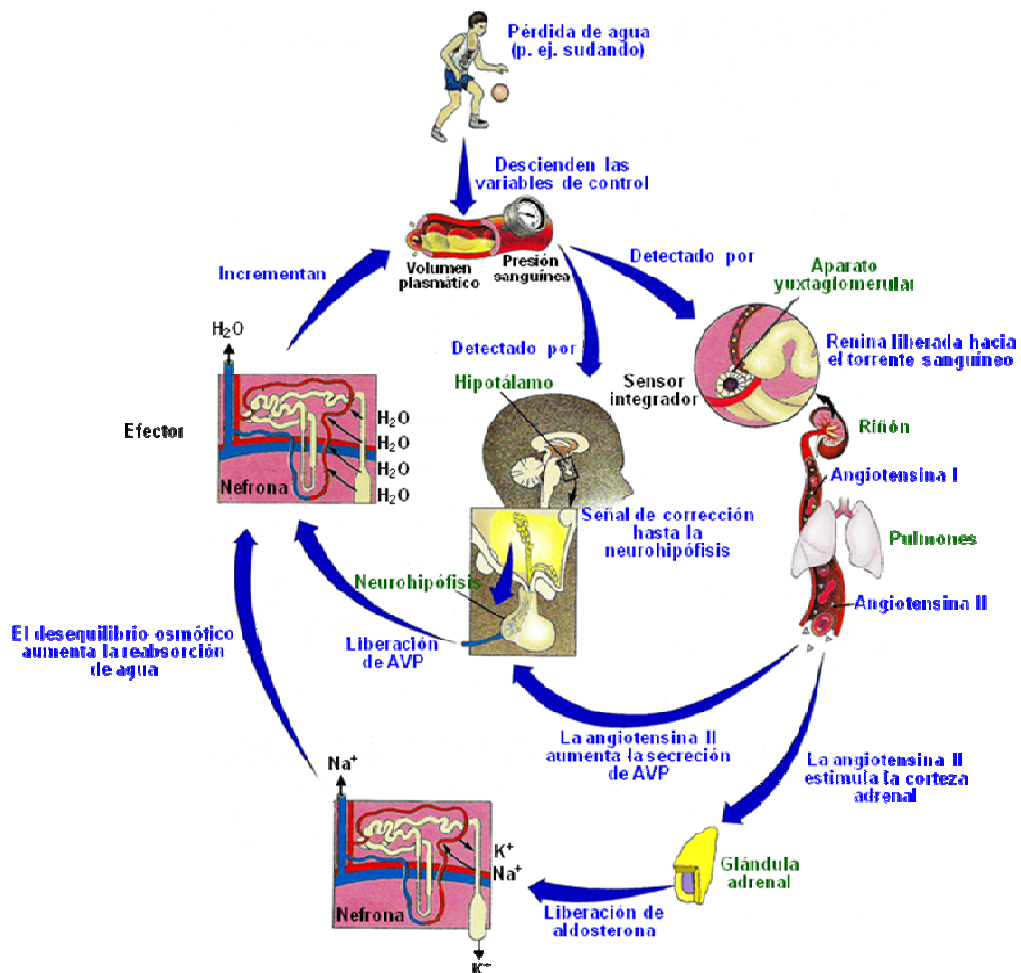 Pérdida de agua
(p. ej. sudando)
Descienden las
variables de control
Volumen
plasmático
Presión
sanguínea
Incrementan
Detectado por
Aparato
yuxtaglomerular
Renina liberada hacia
el torrente sanguíneo
Detectado por
Hipotálamo
Sensor
integrador
H2O
Efector
H2O
H2O
H2O
H2O
Nefrona
Riñón
Angiotensina I
Señal de corrección
hasta la
neurohipófisis
Pulmones
Neurohipófisis
Angiotensina II
El desequilibrio osmótico
aumenta la reabsorción
de agua
Liberación
de AVP
La angiotensina II
aumenta la secreción
de AVP
La angiotensina II
estimula la corteza
adrenal
Na+
K+
Na+
Nefrona
K+
Glándula
adrenal
Liberación de
aldosterona